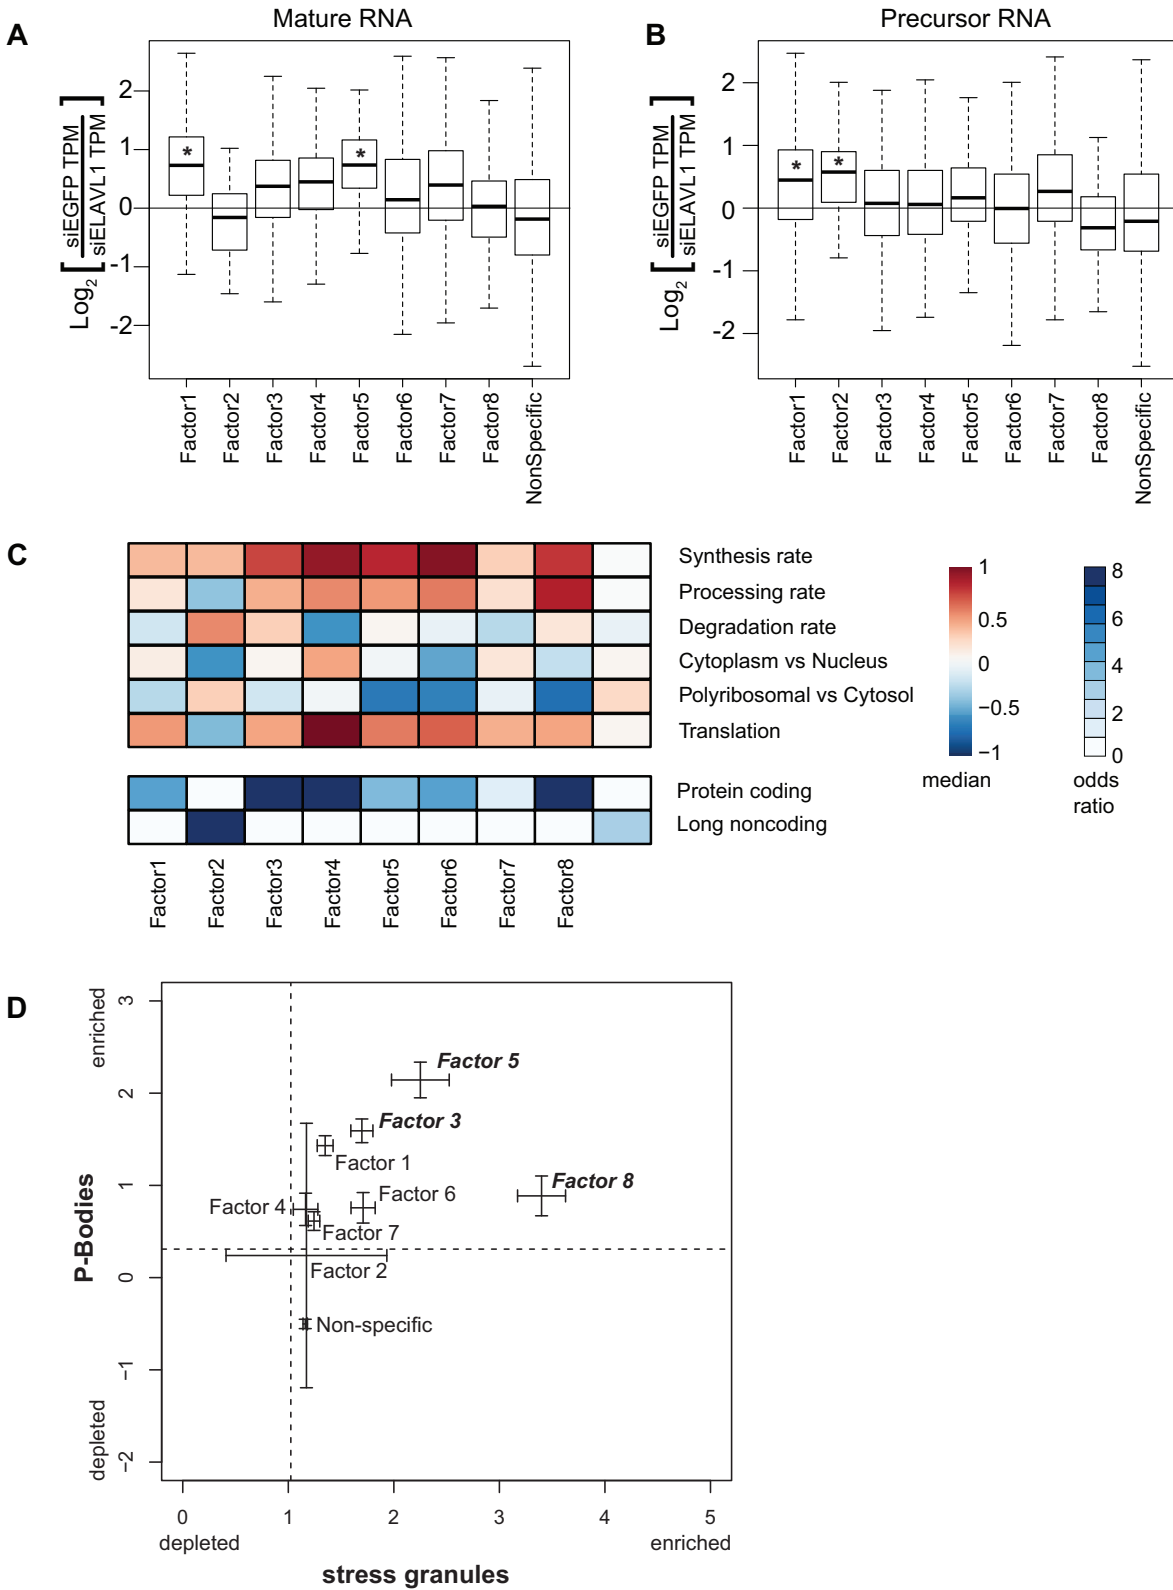 A
Mature RNA
Log2 [ siEGFP TPM
siELAVL1 TPM ]
2
1
0
-1
-2
*
*
Factor1
Factor2
Factor3
Factor4
Factor5
Factor6
Factor7
Factor8
NonSpecific
B
Precursor RNA
Log2 [ siEGFP TPM
siELAVL1 TPM ]
2
1
0
-1
-2
*
*
Factor1
Factor2
Factor3
Factor4
Factor5
Factor6
Factor7
Factor8
NonSpecific
C
Synthesis rate
Processing rate
Degradation rate
Cytoplasm vs Nucleus
Polyribosomal vs Cytosol
Translation
Protein coding
Long noncoding
Factor1
Factor2
Factor3
Factor4
Factor5
Factor6
Factor7
Factor8
1
0.5
0
−0.5
−1
median
8
6
4
2
0
odds
ratio
D
enriched
P-Bodies
depleted
3
2
1
0
−1
−2
Factor 5
Factor 3
Factor 1
Factor 8
Factor 6
Factor 4
Factor 7
Factor 2
Non-specific
0
1
2
3
4
5
depleted
enriched
stress granules